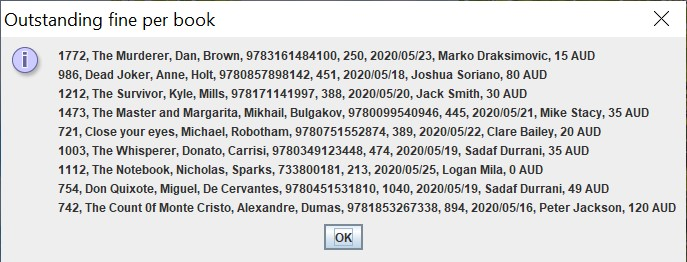 Outstanding fine per book
1772, The Murderer, Dan, Brown, 9783161484100, 250, 2020/05/23, Marko Draksimovic, 15 AUD
986, Dead Joker, Anne, Holt, 9780857898142, 451, 2020/05/18, Joshua Soriano, 80 AUD
1212, The Survivor, Kyle, Mills, 978171141997, 388, 2020/05/20, Jack Smith, 30 AUD
1473, The Master and Margarita, Mikhail, Bulgakov, 9780099540946, 445, 2020/05/21, Mike Stacy, 35 AUD
721, Close your eyes, Michael, Robotham, 9780751552874, 389, 2020/05/22, Clare Bailey, 20 AUD
1003, The Whisperer, Donato, Carrisi, 9780349123448, 474, 2020/05/19, Sadaf Durrani, 35 AUD
1112, The Notebook, Nicholas, Sparks, 733800181, 213, 2020/05/25, Logan Mila, 0 AUD
754, Don Quixote, Miguel, De Cervantes, 9780451531810, 1040, 2020/05/19, Sadaf Durrani, 49 AUD
742, The Count 0f Monte Cristo, Alexandre, Dumas, 9781853267338, 894, 2020/05/16, Peter Jackson, 120 AUD
OK